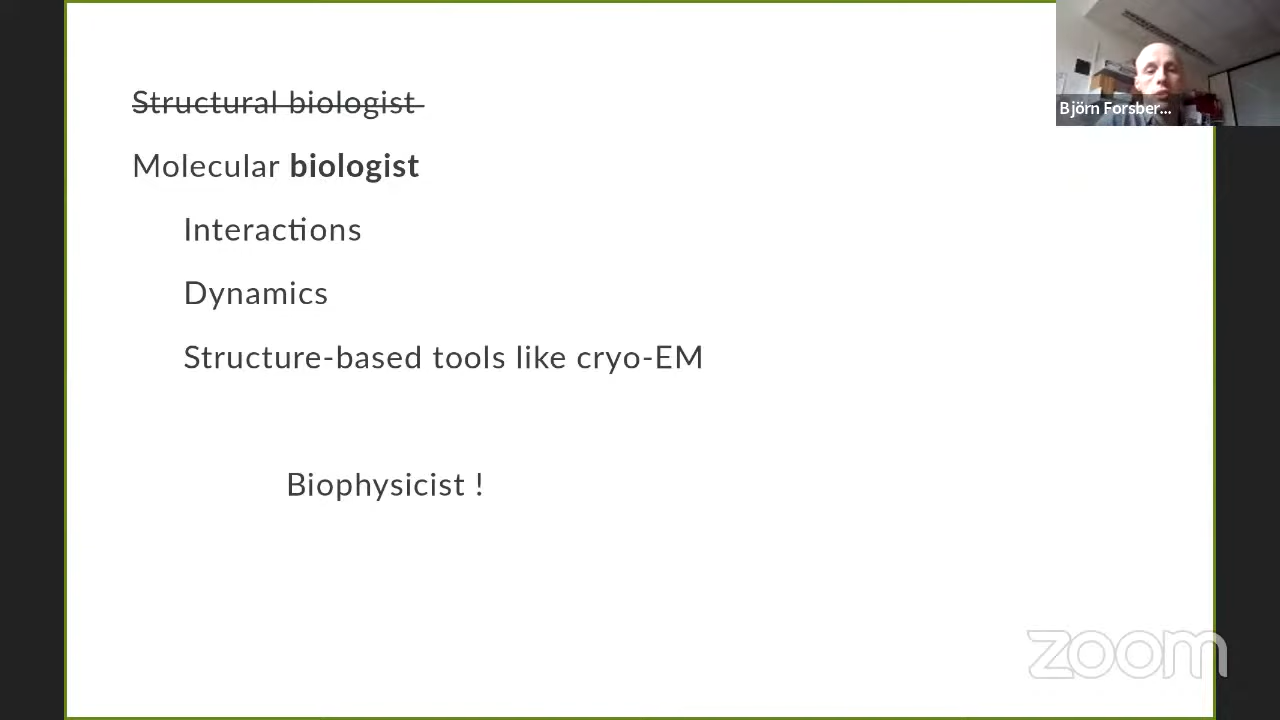 Structural biologist
Molecular biologist
Interactions
Dynamics
Structure-based tools like cryo-EM
Biophysicist !
Björn Forsber...
zoom